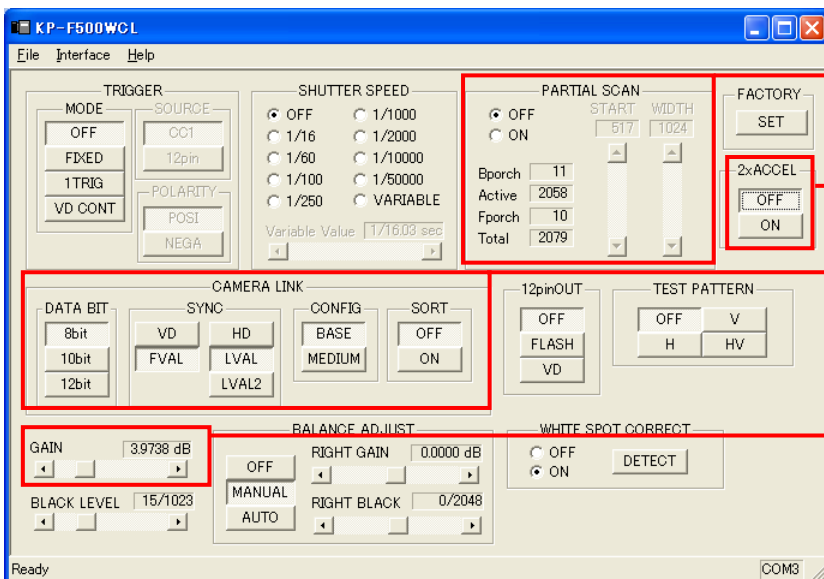 KP-F500WCL
File Interface Help
TRIGGER
MODE
OFF
FIXED
1TRIG
VD CONT
SOURCE
CC1
12pin
POLARITY
POSI
NEGA
SHUTTER SPEED
OFF 1/1000
1/16 1/2000
1/60 1/10000
1/100 1/50000
1/250 VARIABLE
Variable Value 1/16.03 sec
PARTIAL SCAN
OFF
ON
START WIDTH
517 1024
Bporch 11
Active 2058
Fporch 10
Total 2079
FACTORY
SET
2xACCEL
OFF
ON
CAMERA LINK
DATA BIT
8bit
10bit
12bit
SYNC
VD HD
FVAL LVAL
LVAL2
CONFIG
BASE
MEDIUM
SORT
OFF
ON
12pinOUT
OFF
FLASH
VD
TEST PATTERN
OFF V
H HV
GAIN 3.9738 dB
BLACK LEVEL 15/1023
BALANCE ADJUST
OFF
MANUAL
AUTO
RIGHT GAIN 0.0000 dB
RIGHT BLACK 0/2048
WHITE SPOT CORRECT
OFF
ON
DETECT
Ready COM3